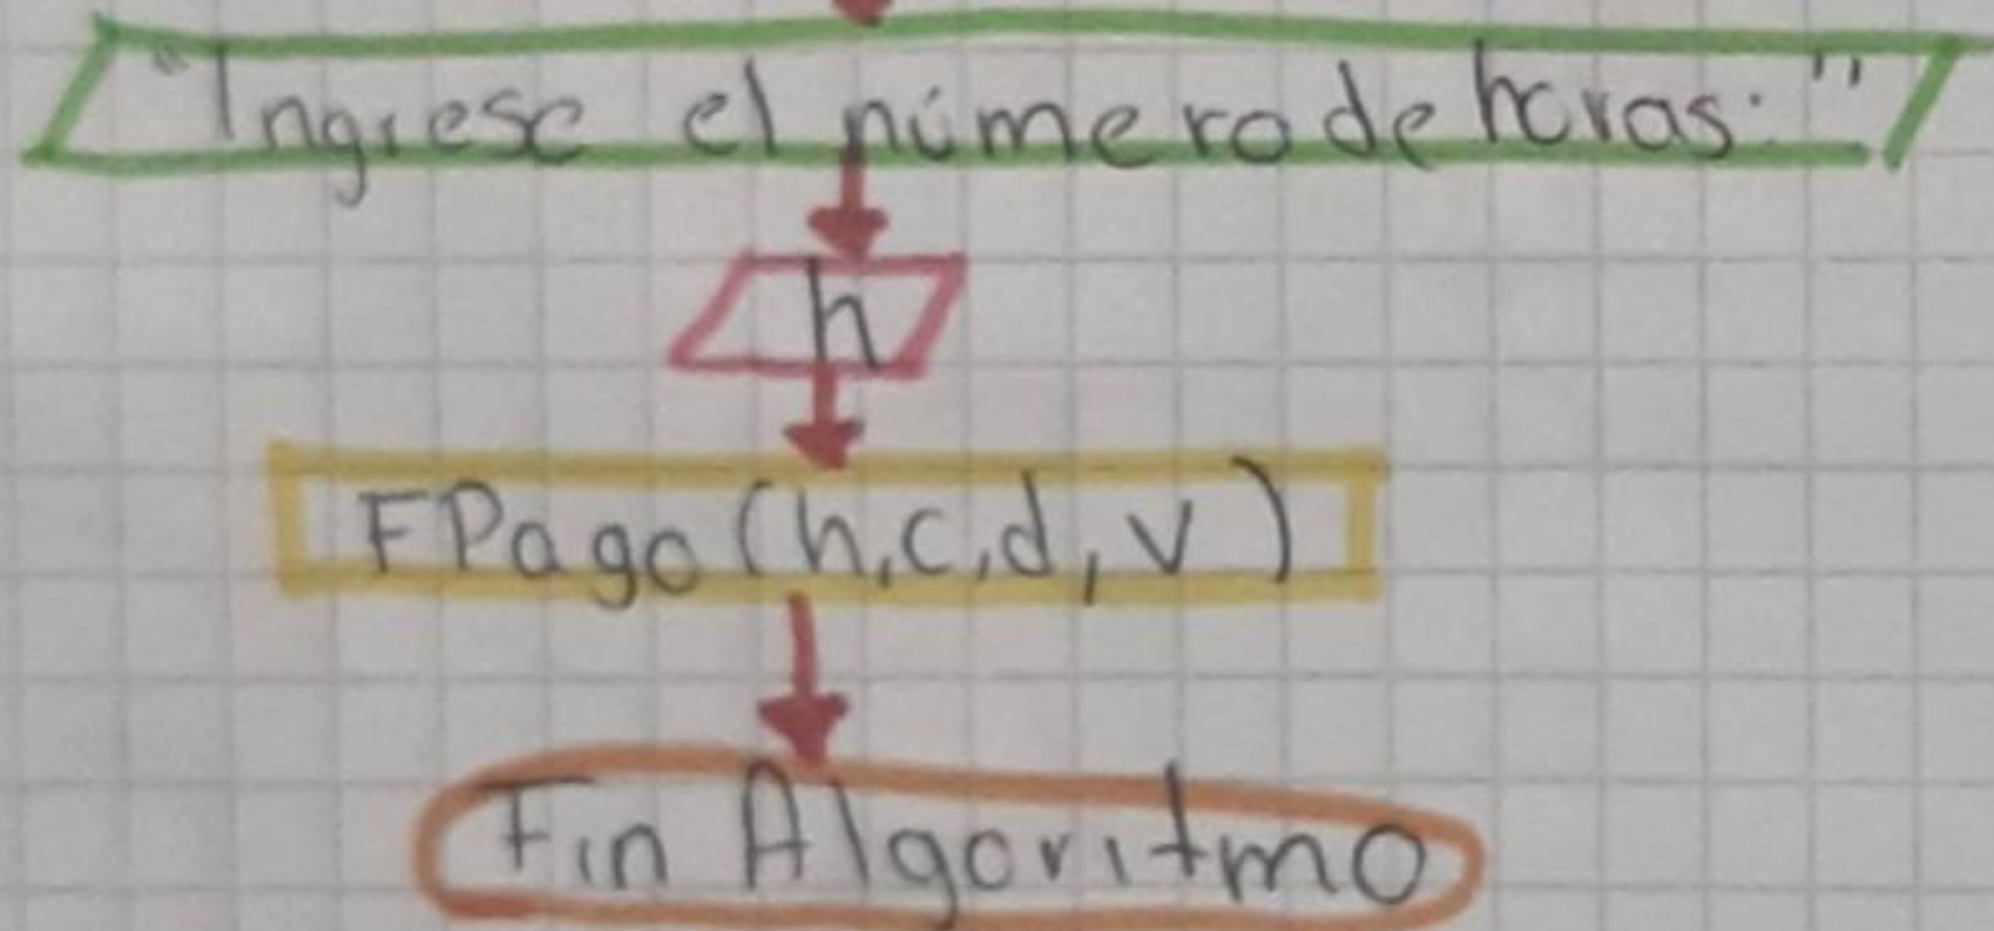 "Ingrese el número de horas: "
h
FPago (h,c,d,v)
Fin Algoritmo